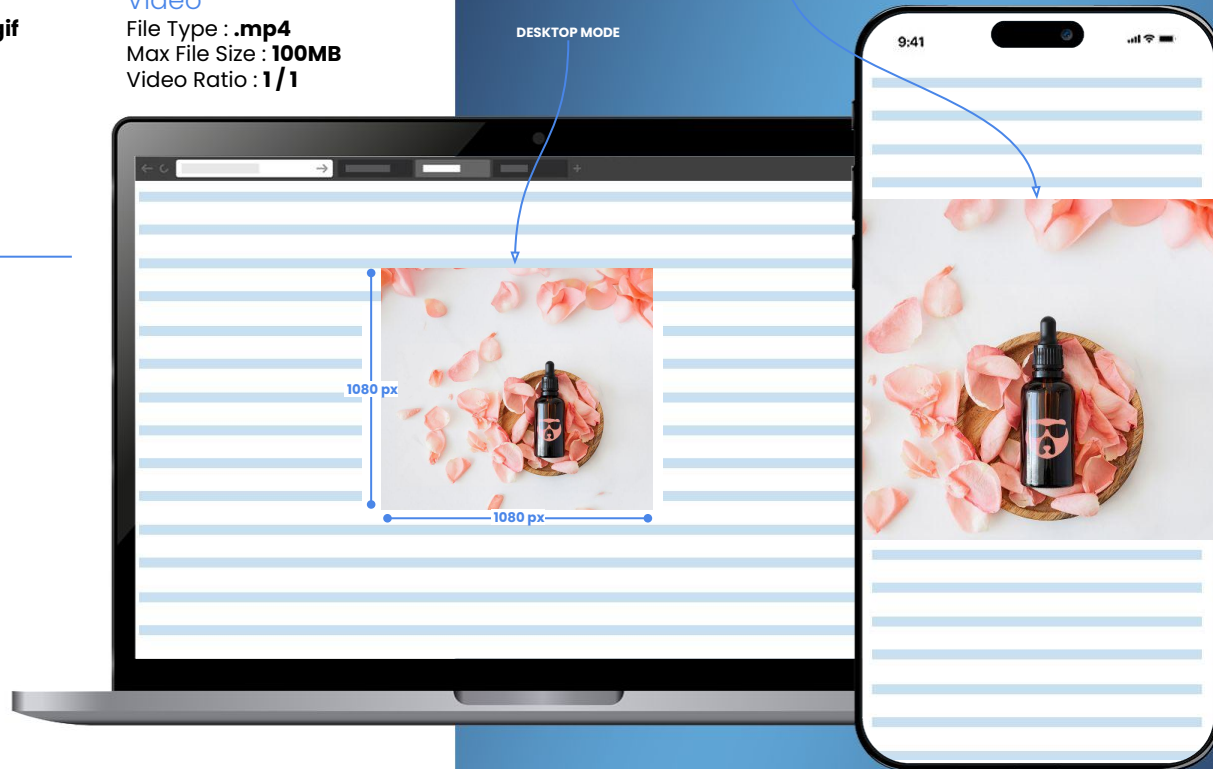 Video
gif
File Type : .mp4
Max File Size : 100MB
Video Ratio : 1 / 1
DESKTOP MODE
9:41
1080 px
1080 px